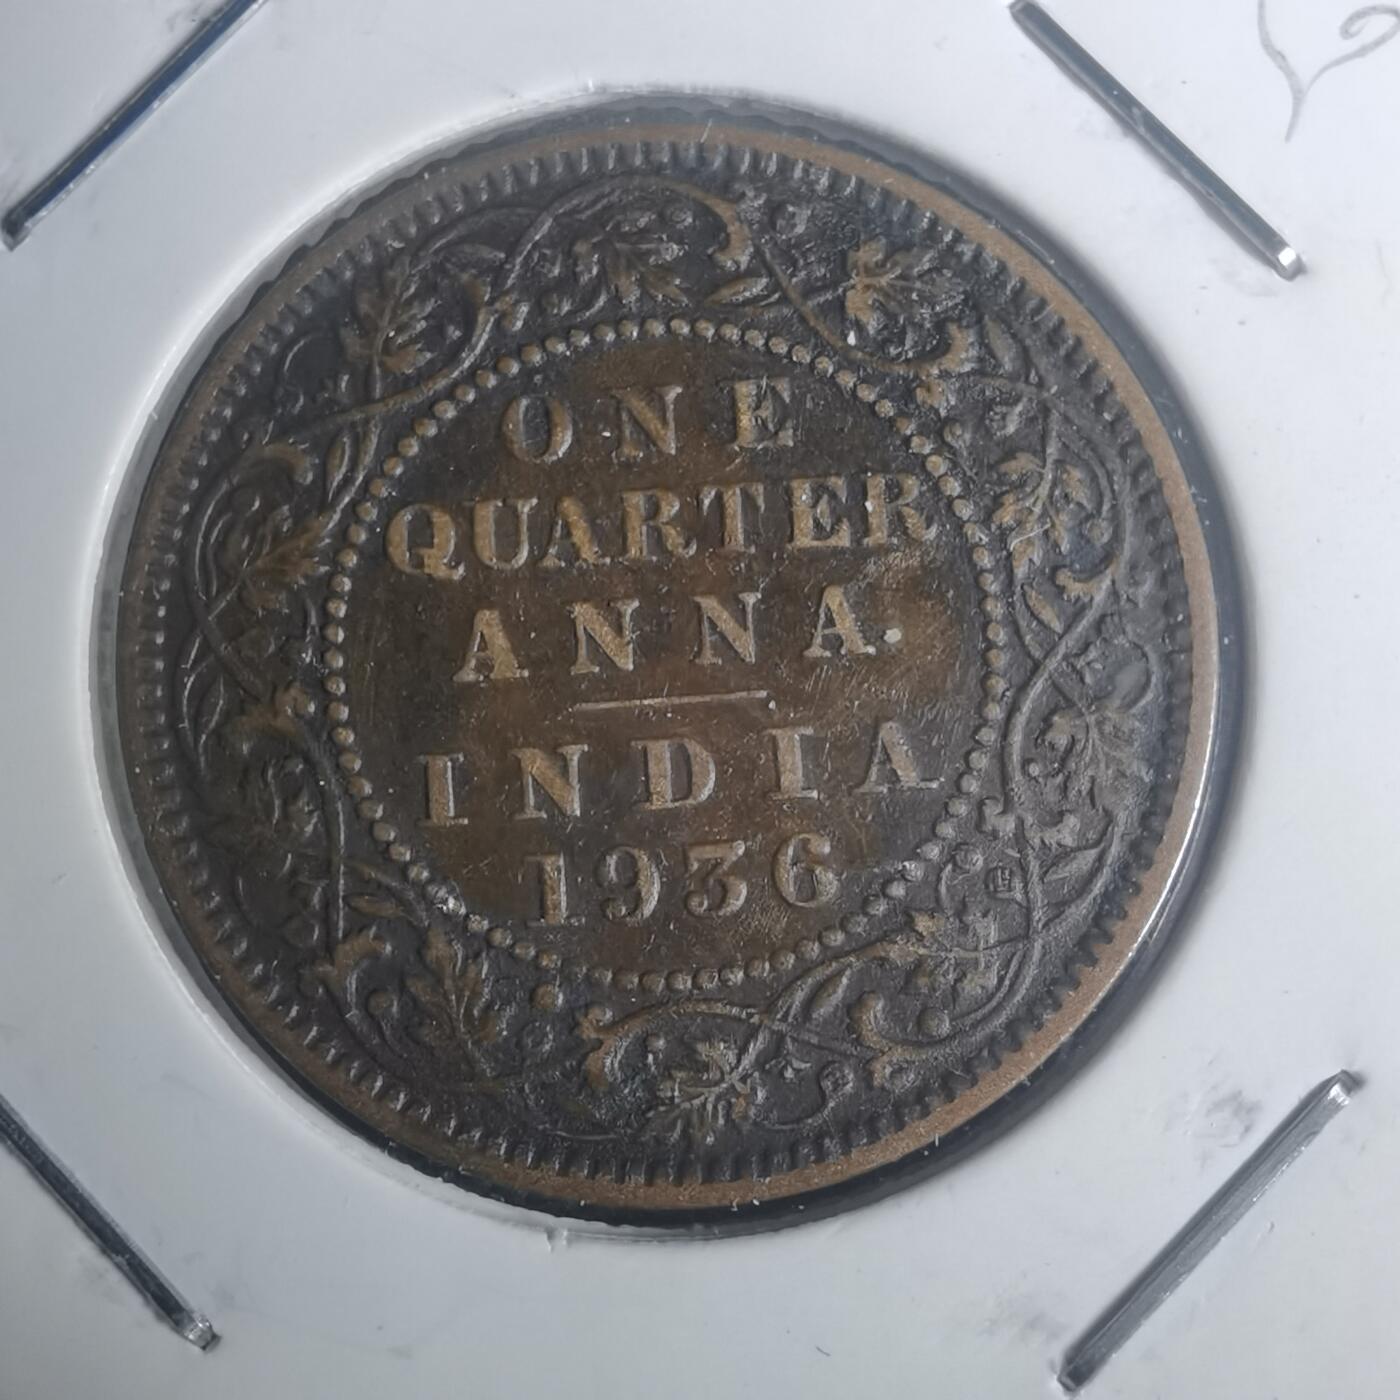 ONE
QUARTER
ANNA.
INDIA
1936